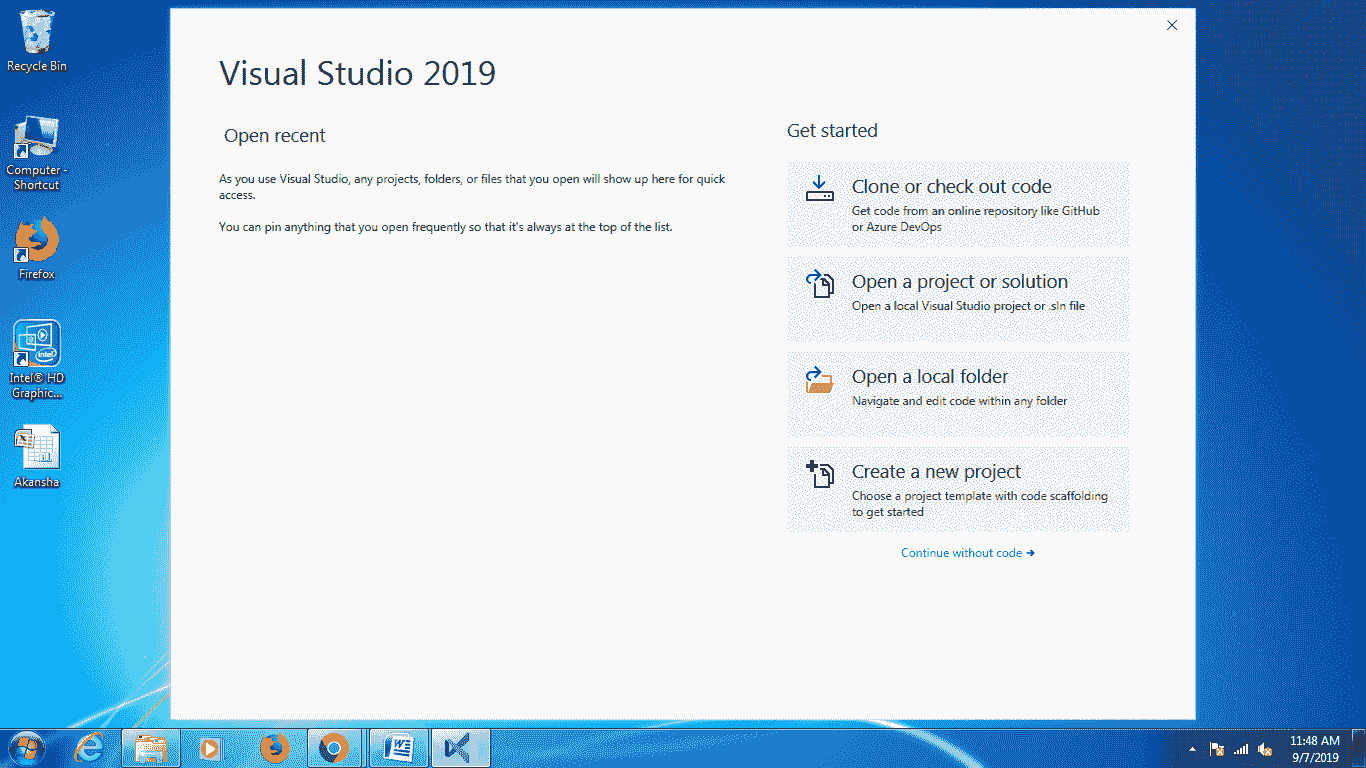 Recycle Bin
Computer -
Shortcut
Firefox
Intel® HD
Graphic...
Akansha
Visual Studio 2019
Open recent
As you use Visual Studio, any projects, folders, or files that you open will show up here for quick
access.
You can pin anything that you open frequently so that it's always at the top of the list.
Get started
Clone or check out code
Get code from an online repository like GitHub
or Azure DevOps
Open a project or solution
Open a local Visual Studio project or .sln file
Open a local folder
Navigate and edit code within any folder
Create a new project
Choose a project template with code scaffolding
to get started
Continue without code →
11:48 AM
9/7/2019